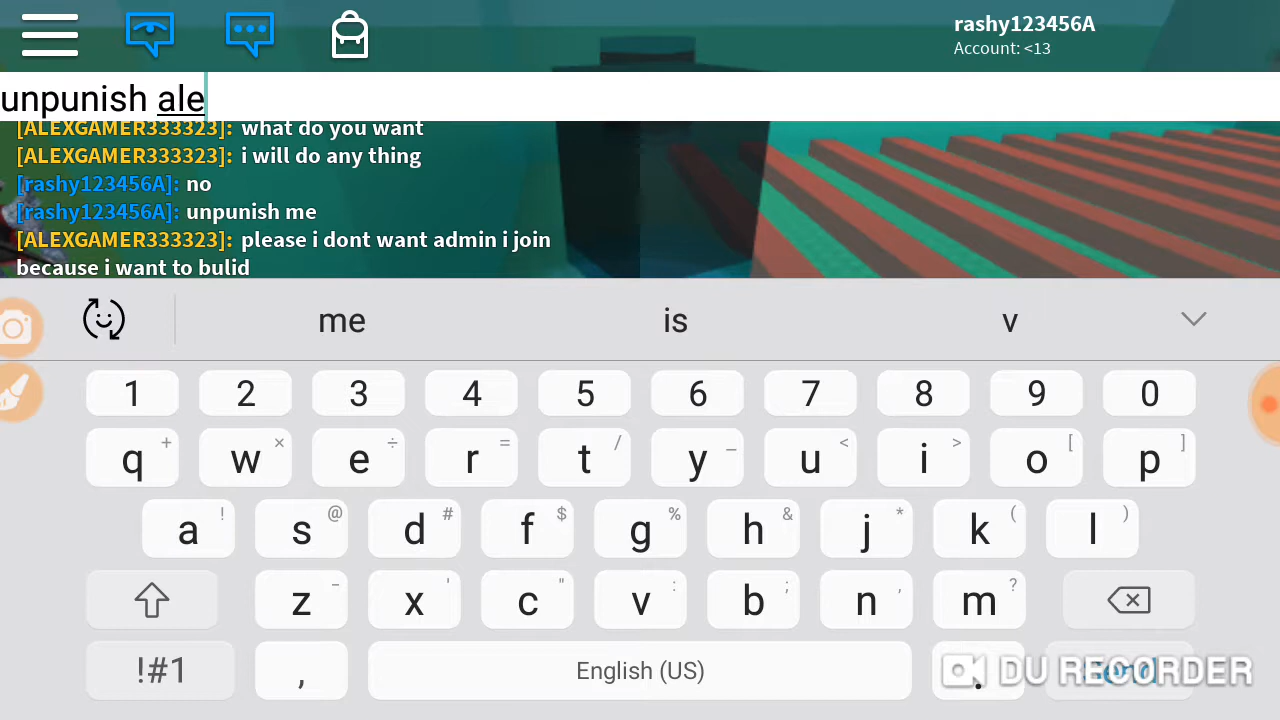 rashy123456A
Account: <13
unpunish ale
[ALEXGAMER333323]: what do you want
[ALEXGAMER333323]: i will do any thing
[rashy123456A]: no
[rashy123456A]: unpunish me
[ALEXGAMER333323]: please i dont want admin i join
because i want to bulid
me is v
1 2 3 4 5 6 7 8 9 0
q + w × e ÷ r = t / y _ u < i > o [ p ]
a ! s @ d # f $ g % h & j * k ( l )
z - x ' c " v : b ; n , m ?
!#1 , English (US) . Send
DU RECORDER